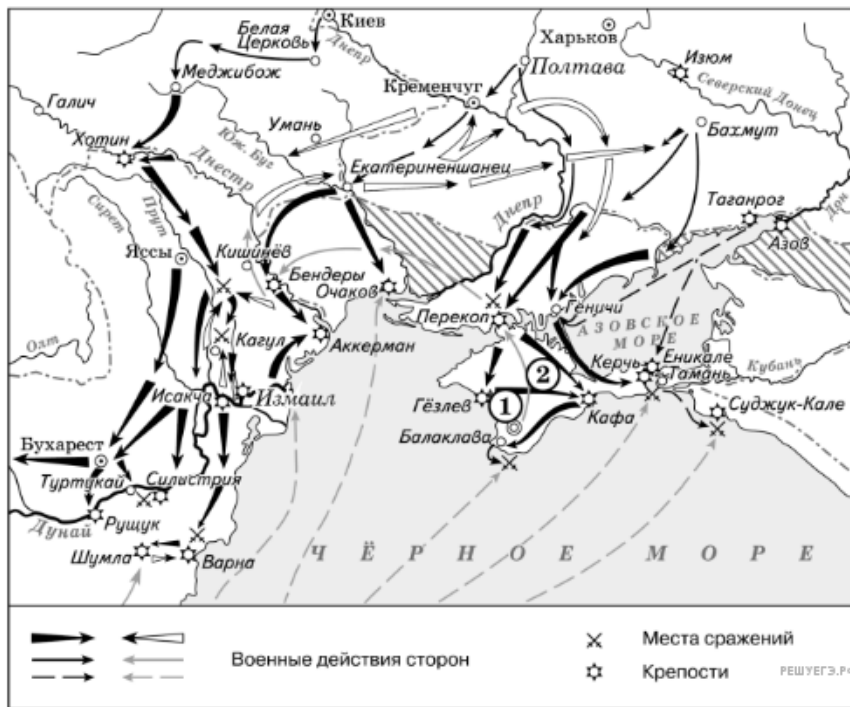 Киев
Белая
Церковь
Днепр
Харьков
Изюм
Полтава
Северский Донец
Меджибож
Кременчуг
Галич
Умань
Бахмут
Хотин
Юж. Буг
Днестр
Екатериненшанец
Таганрог
Дон
Сирет
Прут
Днепр
Азов
Яссы
Кишинёв
Бендеры
Очаков
Перекоп
Геничи
АЗОВСКОЕ
МОРЕ
Олт
Кагул
Аккерман
Керчь
Еникале
Тамань
Кубань
2
Исакча
Измаил
Гёзлев
1
Кафа
Суджук-Кале
Балаклава
Бухарест
Туртукай
Силистрия
Дунай
Рущук
Шумла
Варна
ЧЁРНОЕ МОРЕ
Военные действия сторон
Места сражений
Крепости
РЕШУЕГЭ.РФ